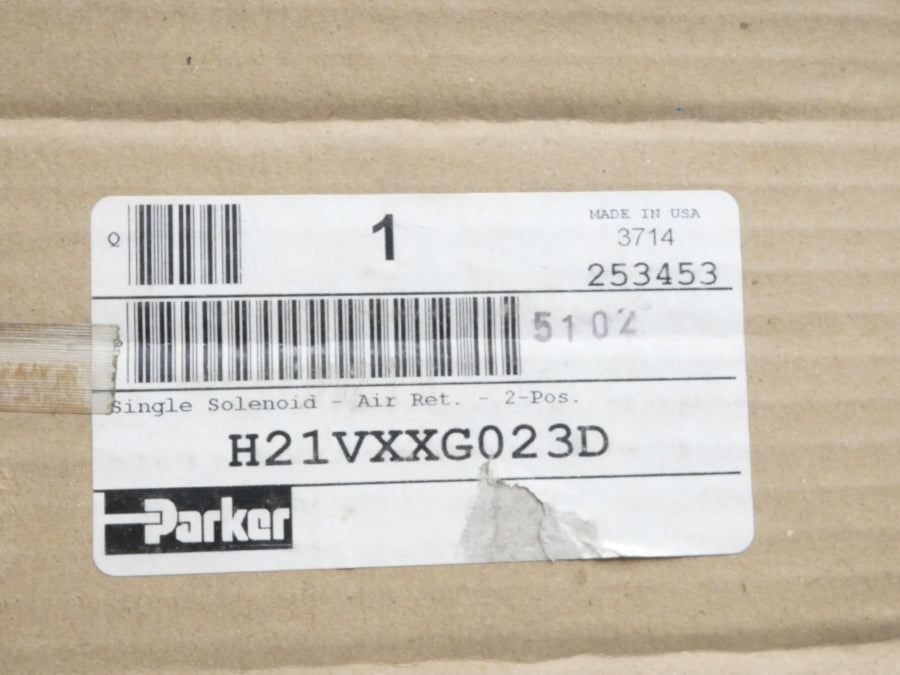 Q
1
MADE IN USA
3714
253453
5102
Single Solenoid - Air Ret. - 2-Pos.
H21VXXG023D
Parker